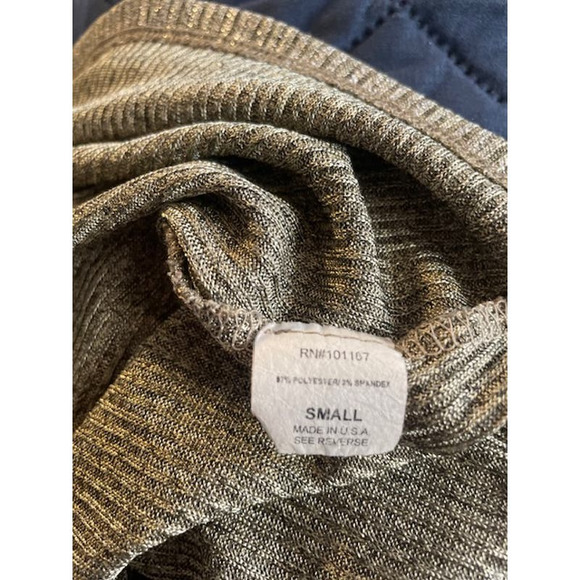 RN#101167
97% POLYESTER/3% SPANDEX
SMALL
MADE IN U.S.A
SEE REVERSE